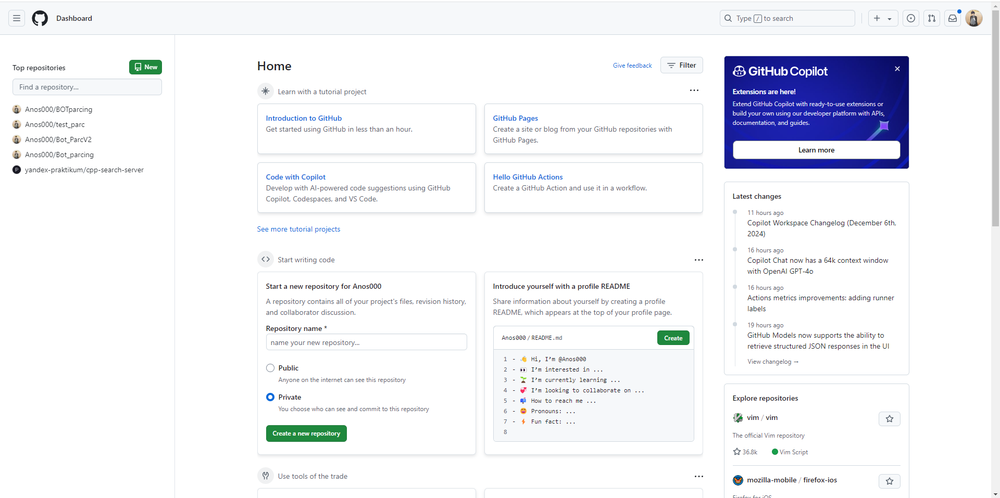 Dashboard
Type / to search
Top repositories
New
Find a repository...
Anos000/BOTparcing
Anos000/test_parc
Anos000/Bot_ParcV2
Anos000/Bot_parcing
yandex-praktikum/cpp-search-server
Home
Give feedback
Filter
Learn with a tutorial project
Introduction to GitHub
Get started using GitHub in less than an hour.
GitHub Pages
Create a site or blog from your GitHub repositories with
GitHub Pages.
Code with Copilot
Develop with AI-powered code suggestions using GitHub
Copilot, Codespaces, and VS Code.
Hello GitHub Actions
Create a GitHub Action and use it in a workflow.
See more tutorial projects
Start writing code
Start a new repository for Anos000
A repository contains all of your project's files, revision history,
and collaborator discussion.
Repository name *
name your new repository...
Public
Anyone on the internet can see this repository
Private
You choose who can see and commit to this repository
Create a new repository
Introduce yourself with a profile README
Share information about yourself by creating a profile
README, which appears at the top of your profile page.
Anos000 / README.md
Create
1 - 👋 Hi, I’m @Anos000
2 - 👀 I’m interested in ...
3 - 🌱 I’m currently learning ...
4 - 💞️ I’m looking to collaborate on ...
5 - 📫 How to reach me ...
6 - 😄 Pronouns: ...
7 - ⚡ Fun fact: ...
8
Use tools of the trade
GitHub Copilot
Extensions are here!
Extend GitHub Copilot with ready-to-use extensions or
build your own using our developer platform with APIs,
documentation, and guides.
Learn more
Latest changes
11 hours ago
Copilot Workspace Changelog (December 6th,
2024)
16 hours ago
Copilot Chat now has a 64k context window
with OpenAI GPT-4o
16 hours ago
Actions metrics improvements: adding runner
labels
19 hours ago
GitHub Models now supports the ability to
retrieve structured JSON responses in the UI
View changelog →
Explore repositories
vim / vim
The official Vim repository
36.8k
Vim Script
mozilla-mobile / firefox-ios
Firefox for iOS